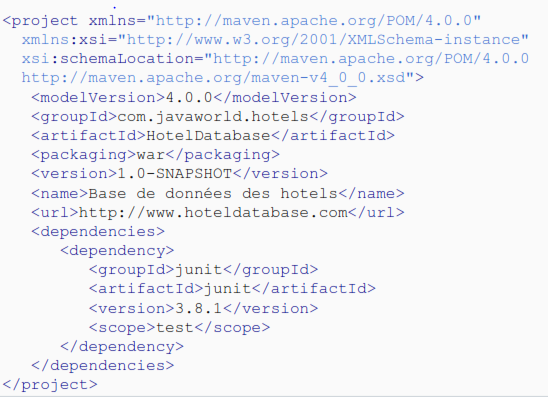 <project xmlns="http://maven.apache.org/POM/4.0.0"
xmlns:xsi="http://www.w3.org/2001/XMLSchema-instance"
xsi:schemaLocation="http://maven.apache.org/POM/4.0.0
http://maven.apache.org/maven-v4_0_0.xsd">
<modelVersion>4.0.0</modelVersion>
<groupId>com.javaworld.hotels</groupId>
<artifactId>HotelDatabase</artifactId>
<packaging>war</packaging>
<version>1.0-SNAPSHOT</version>
<name>Base de données des hotels</name>
<url>http://www.hoteldatabase.com</url>
<dependencies>
<dependency>
<groupId>junit</groupId>
<artifactId>junit</artifactId>
<version>3.8.1</version>
<scope>test</scope>
</dependency>
</dependencies>
</project>